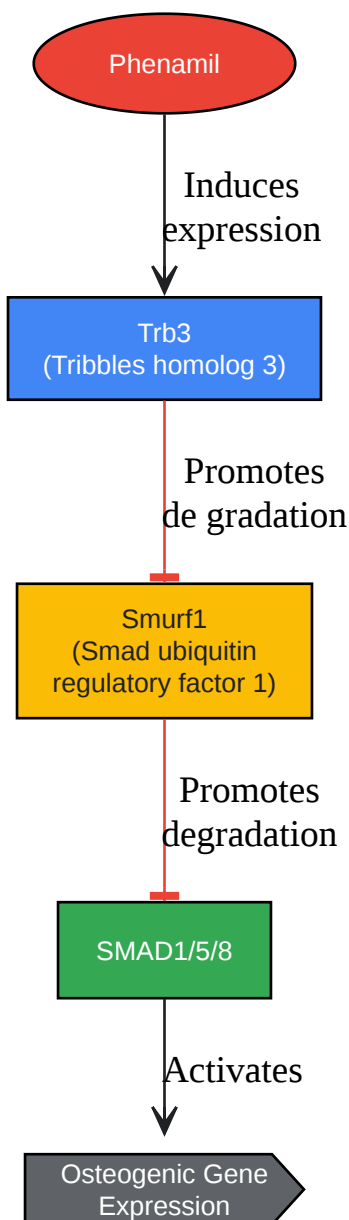 Phenamil
Induces
expression
Trb3
(Tribbles homolog 3)
Promotes
de gradation
Smurf1
(Smad ubiquitin
regulatory factor 1)
Promotes
degradation
SMAD1/5/8
Activates
Osteogenic Gene
Expression